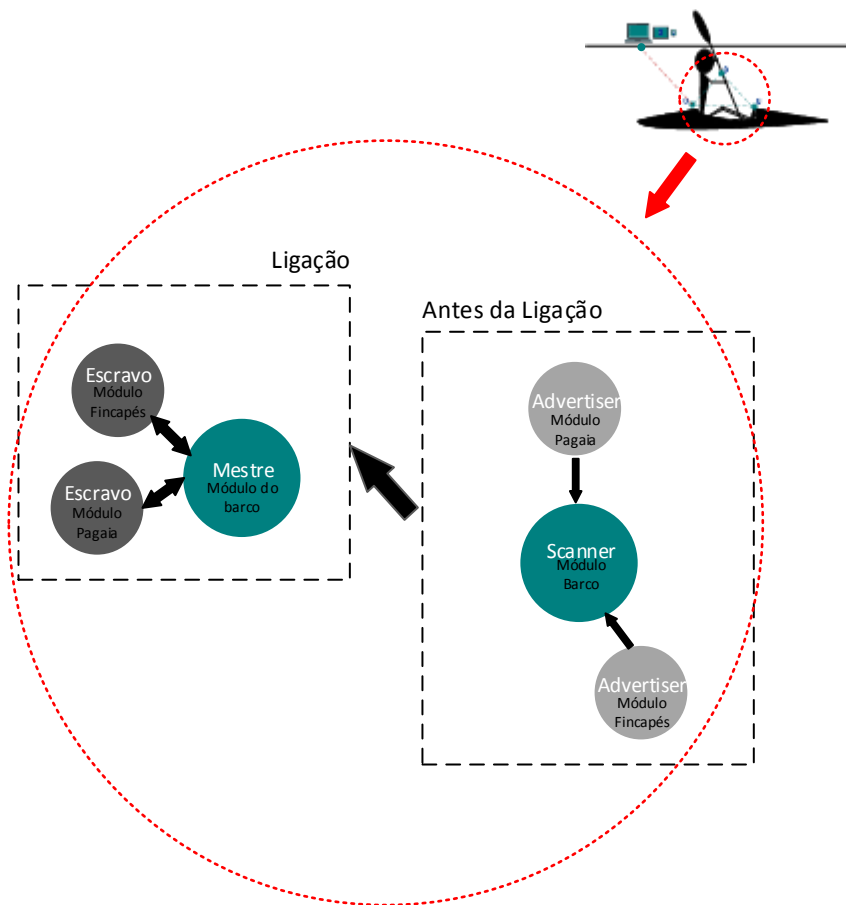 Ligação
Escravo
Módulo
Fincapés
Escravo
Módulo
Pagaia
Mestre
Módulo do
barco
Antes da Ligação
Advertiser
Módulo
Pagaia
Scanner
Módulo
Barco
Advertiser
Módulo
Fincapés